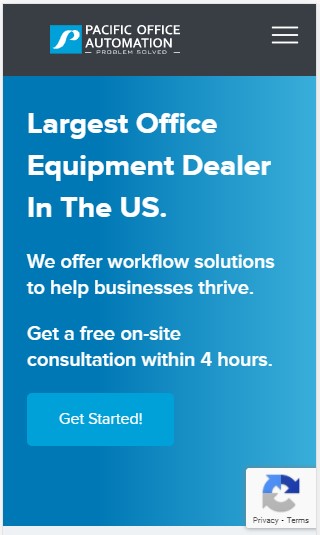 PACIFIC OFFICE
AUTOMATION
PROBLEM SOLVED
Largest Office
Equipment Dealer
In The US.
We offer workflow solutions
to help businesses thrive.
Get a free on-site
consultation within 4 hours.
Get Started!
Privacy - Terms